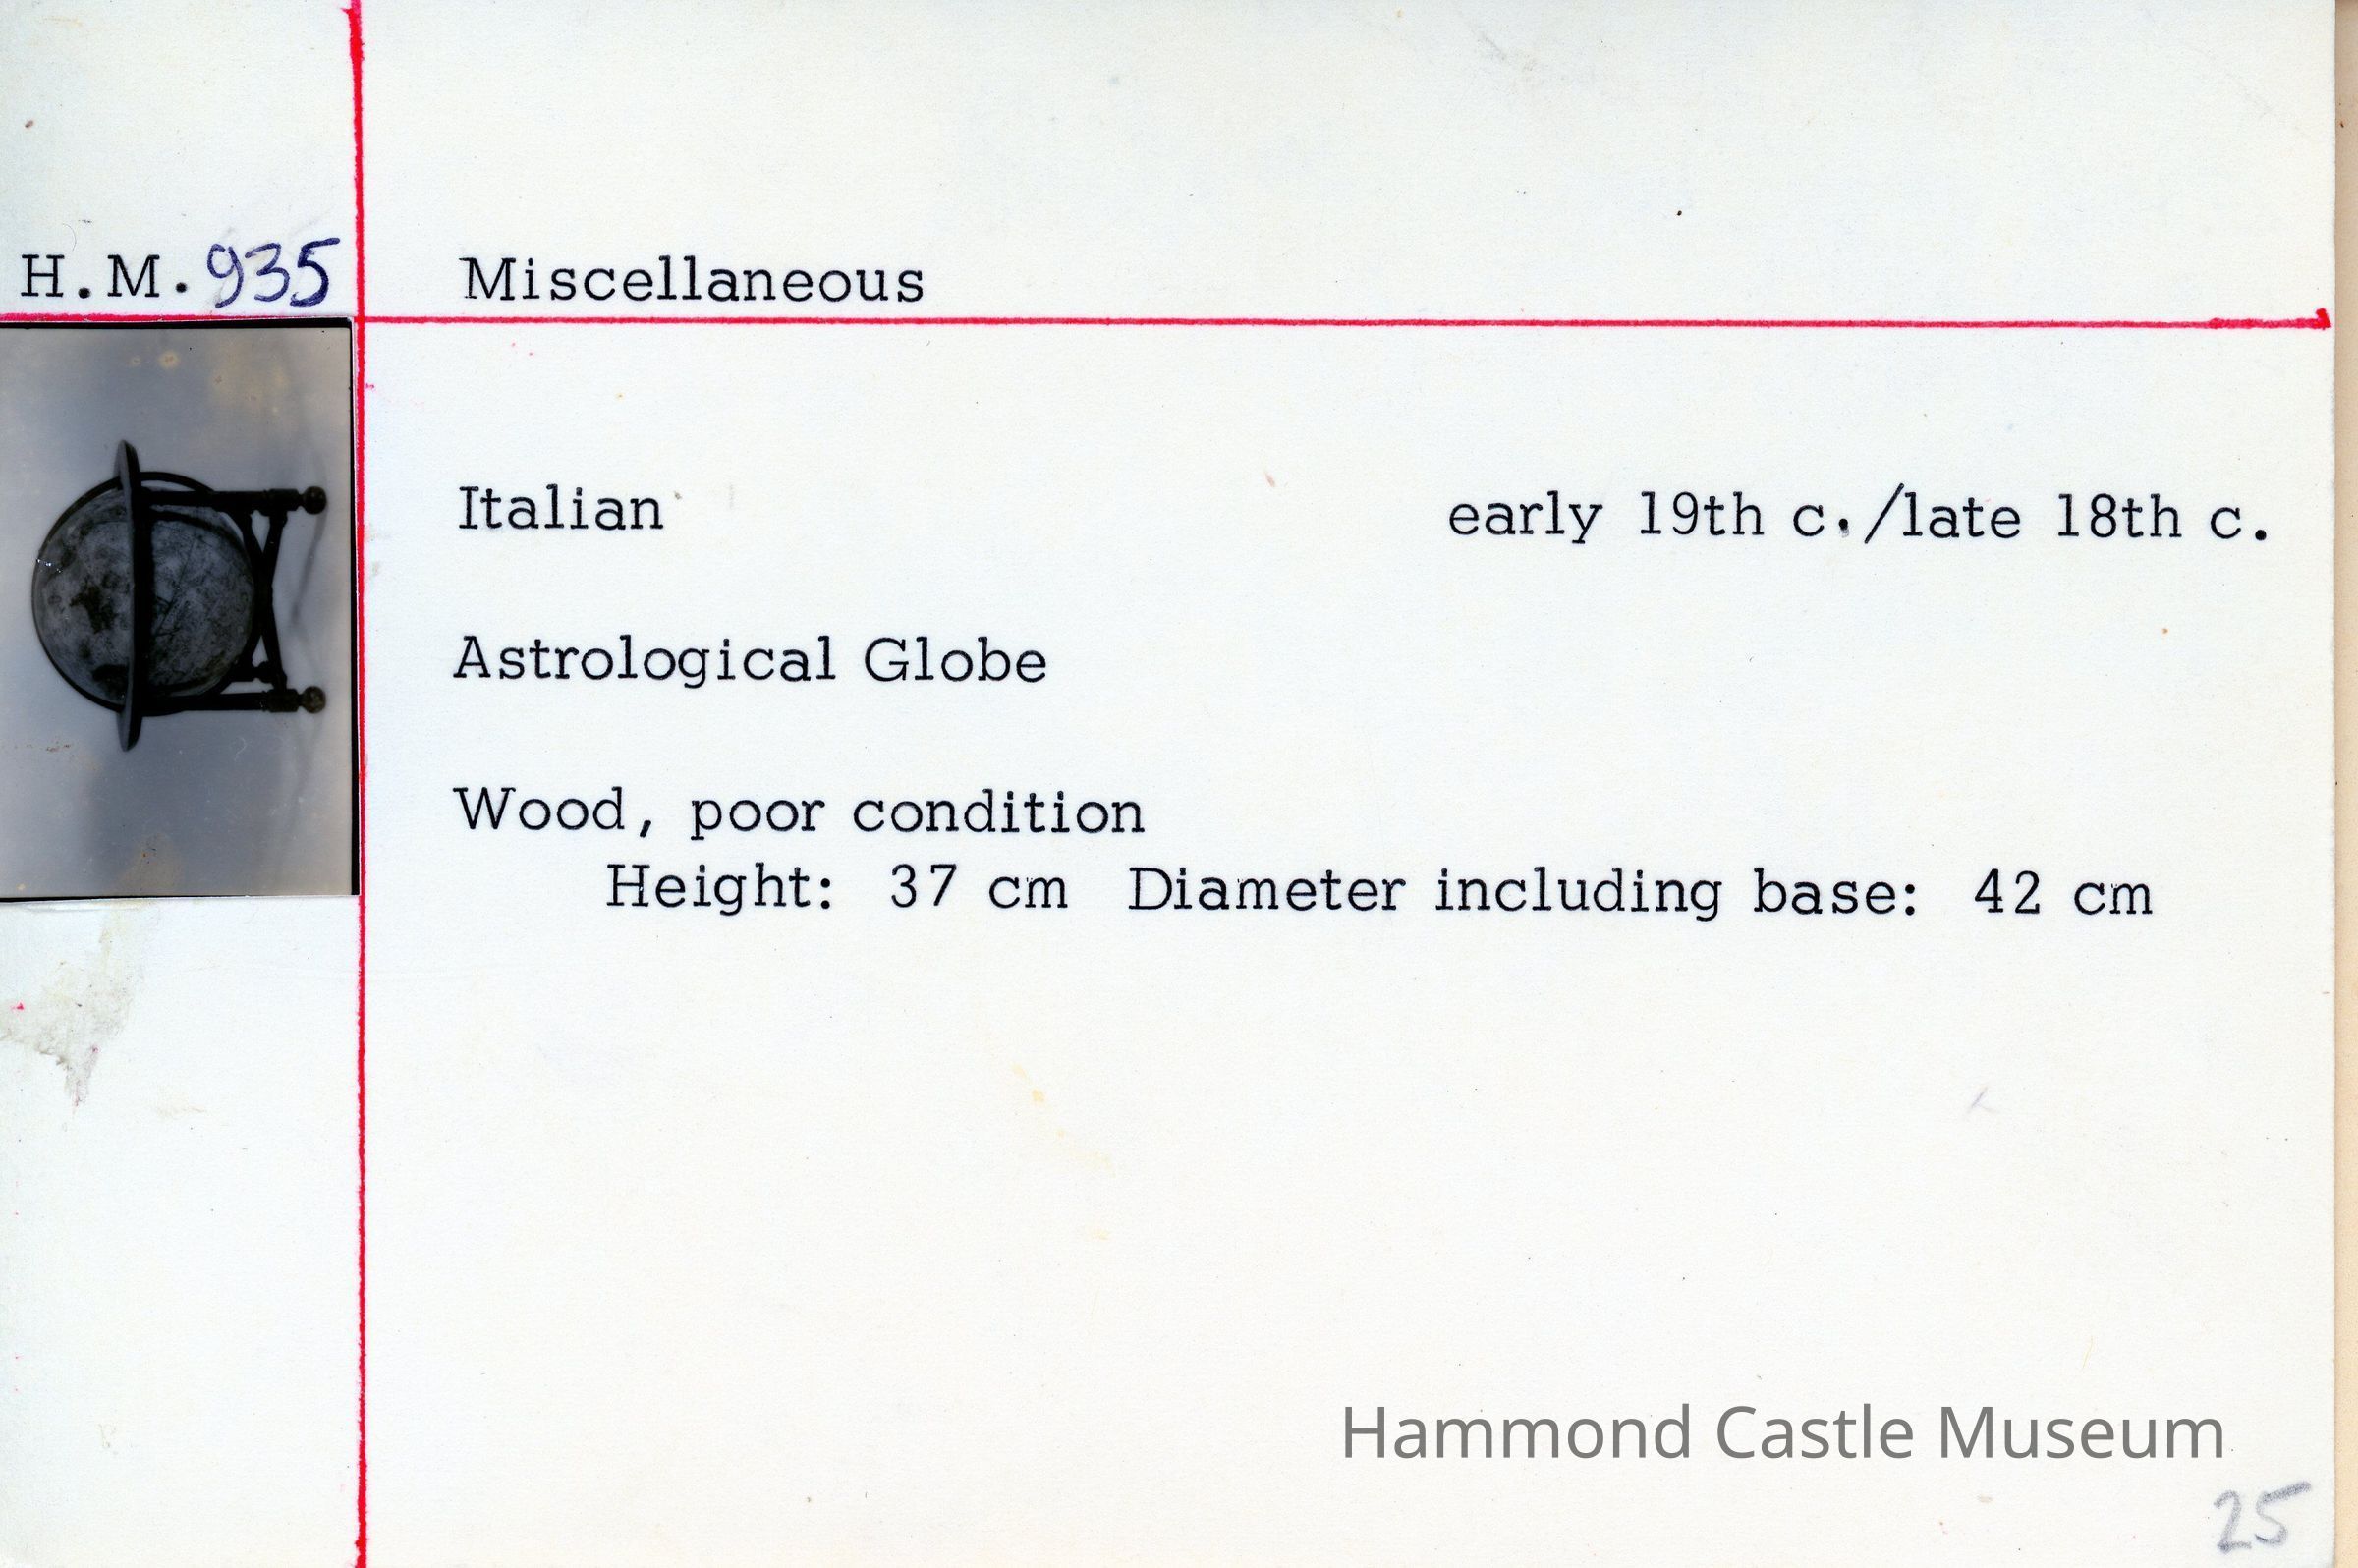 H.M.935 Miscellaneous
Italian early 19th c./late 18th c.
Astrological Globe
Wood, poor condition
Height: 37 cm Diameter including base: 42 cm
Hammond Castle Museum
25